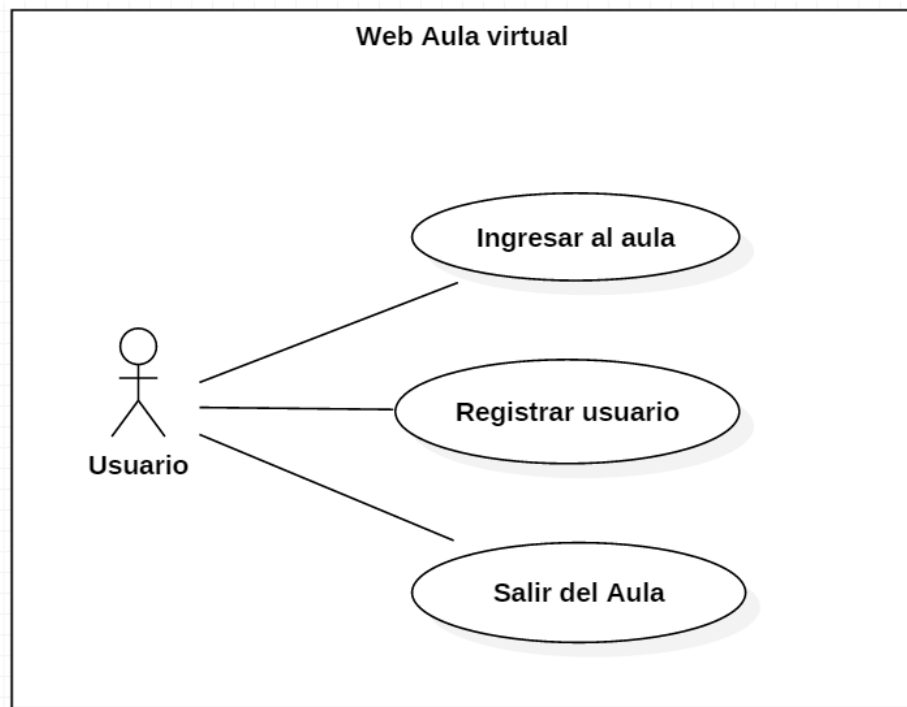 Web Aula virtual
Ingresar al aula
Registrar usuario
Usuario
Salir del Aula